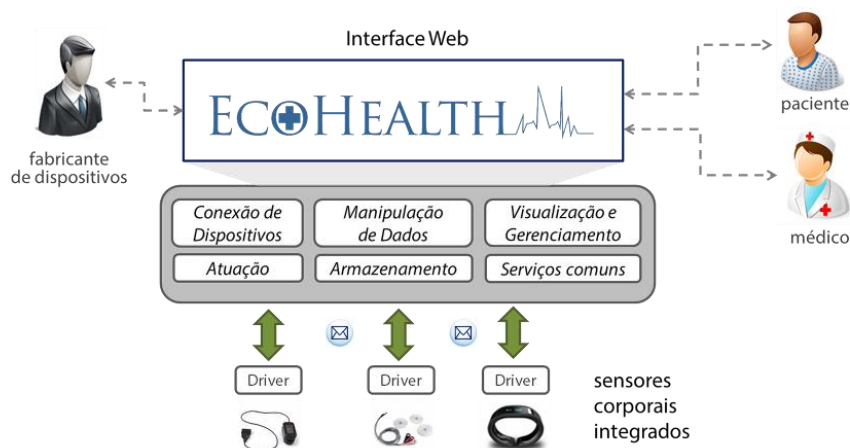 Interface Web
ECOHEALTH
fabricante
de dispositivos
paciente
médico
Conexão de
Dispositivos
Manipulação
de Dados
Visualização e
Gerenciamento
Atuação
Armazenamento
Serviços comuns
Driver
Driver
Driver
sensores
corporais
integrados